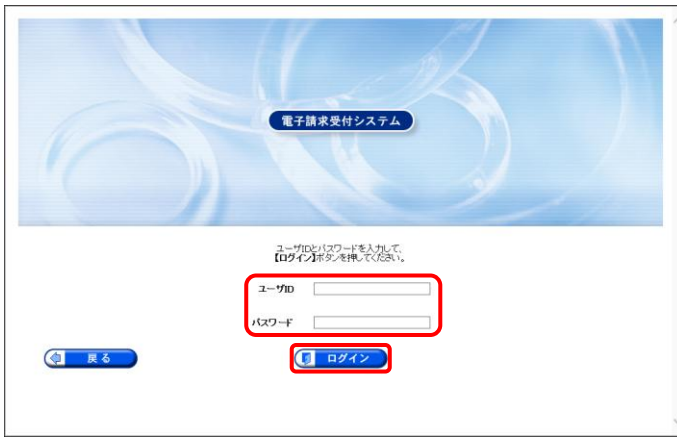 電子請求受付システム
ユーザIDとパスワードを入力して、
【ログイン】ボタンを押してください。
ユーザID
パスワード
戻る
ログイン